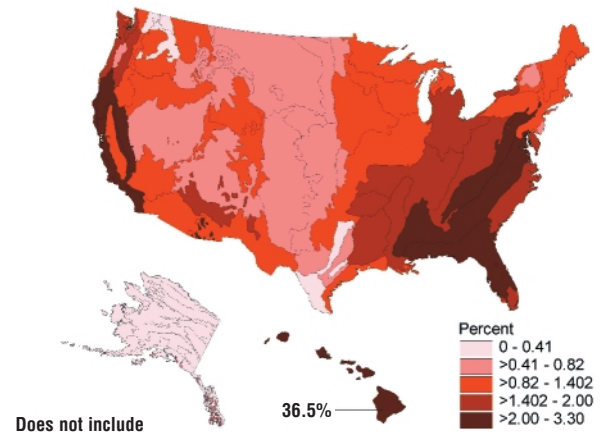 Percent
0 - 0.41
>0.41 - 0.82
>0.82 - 1.402
>1.402 - 2.00
>2.00 - 3.30
36.5%
Does not include